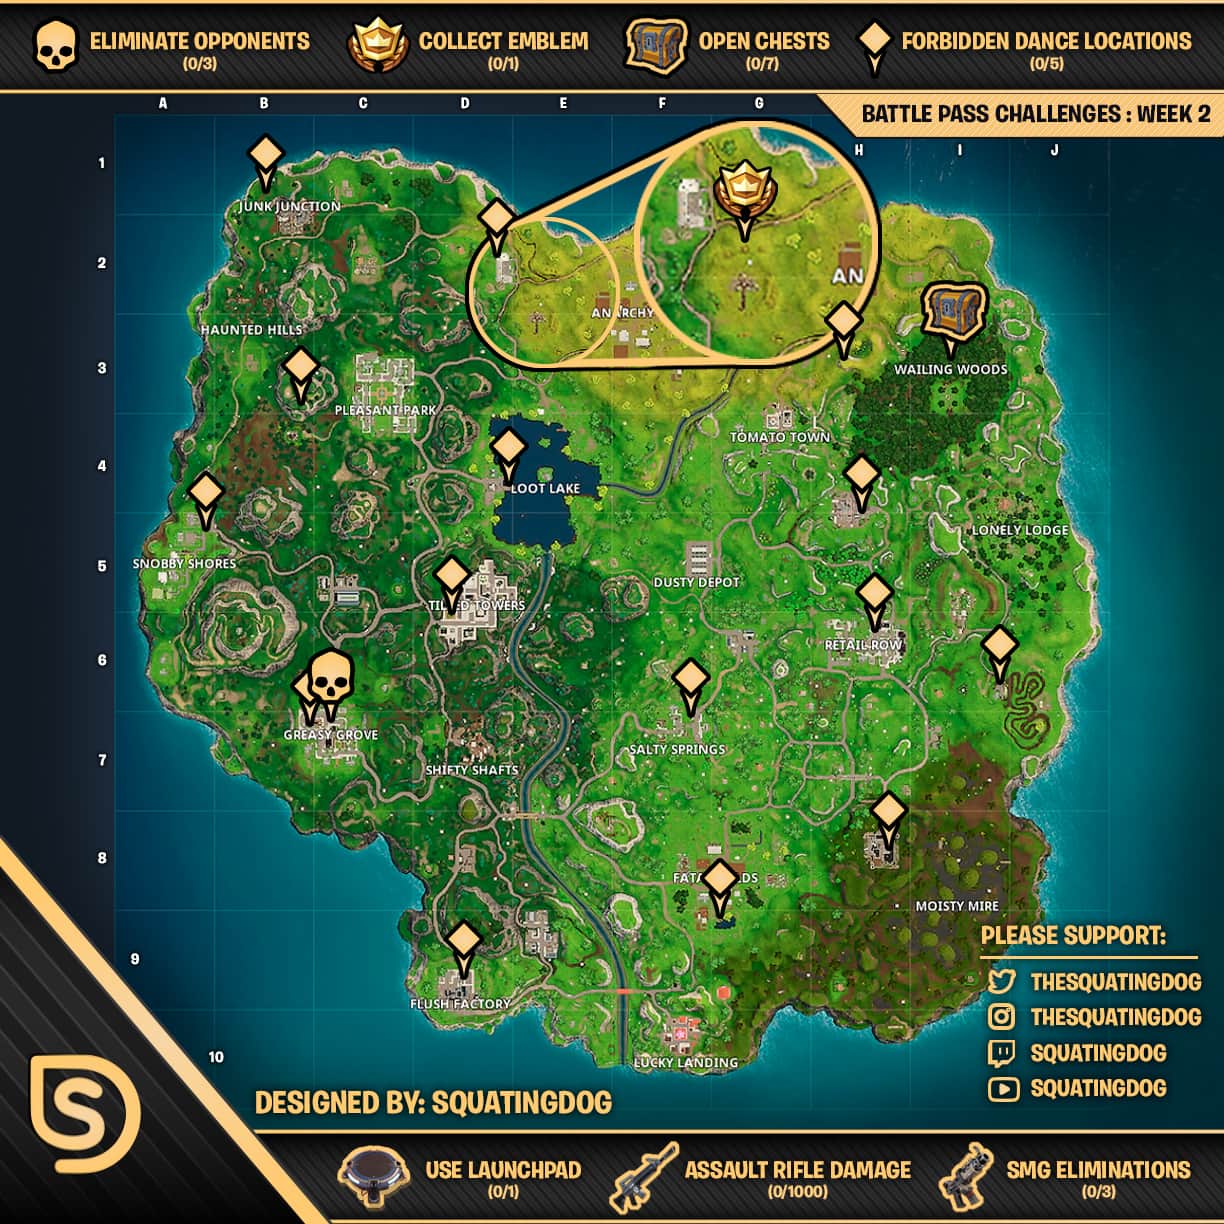 ELIMINATE OPPONENTS
(0/3)
COLLECT EMBLEM
(0/1)
OPEN CHESTS
(0/7)
FORBIDDEN DANCE LOCATIONS
(0/5)
BATTLE PASS CHALLENGES : WEEK 2
A B C D E F G H I J
1
JUNK JUNCTION
2
AN
ANARCHY
HAUNTED HILLS
3
WAILING WOODS
PLEASANT PARK
TOMATO TOWN
4
LOOT LAKE
LONELY LODGE
5
SNOBBY SHORES
DUSTY DEPOT
TILTED TOWERS
RETAIL ROW
6
GREASY GROVE
SALTY SPRINGS
7
SHIFTY SHAFTS
8
FATAL FIELDS
MOISTY MIRE
9
FLUSH FACTORY
10
LUCKY LANDING
PLEASE SUPPORT:
THESQUATINGDOG
THESQUATINGDOG
SQUATINGDOG
SQUATINGDOG
DESIGNED BY: SQUATINGDOG
S
USE LAUNCHPAD
(0/1)
ASSAULT RIFLE DAMAGE
(0/1000)
SMG ELIMINATIONS
(0/3)